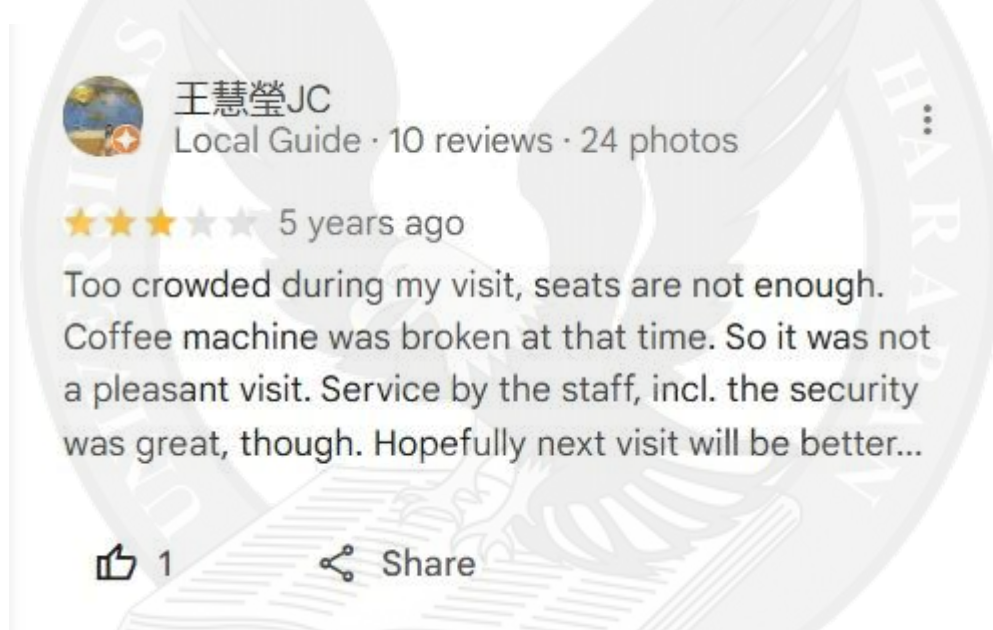 王慧瑩JC
Local Guide · 10 reviews · 24 photos
5 years ago
Too crowded during my visit, seats are not enough.
Coffee machine was broken at that time. So it was not
a pleasant visit. Service by the staff, incl. the security
was great, though. Hopefully next visit will be better...
1
Share
UNIVERSITAS
HARAPAN